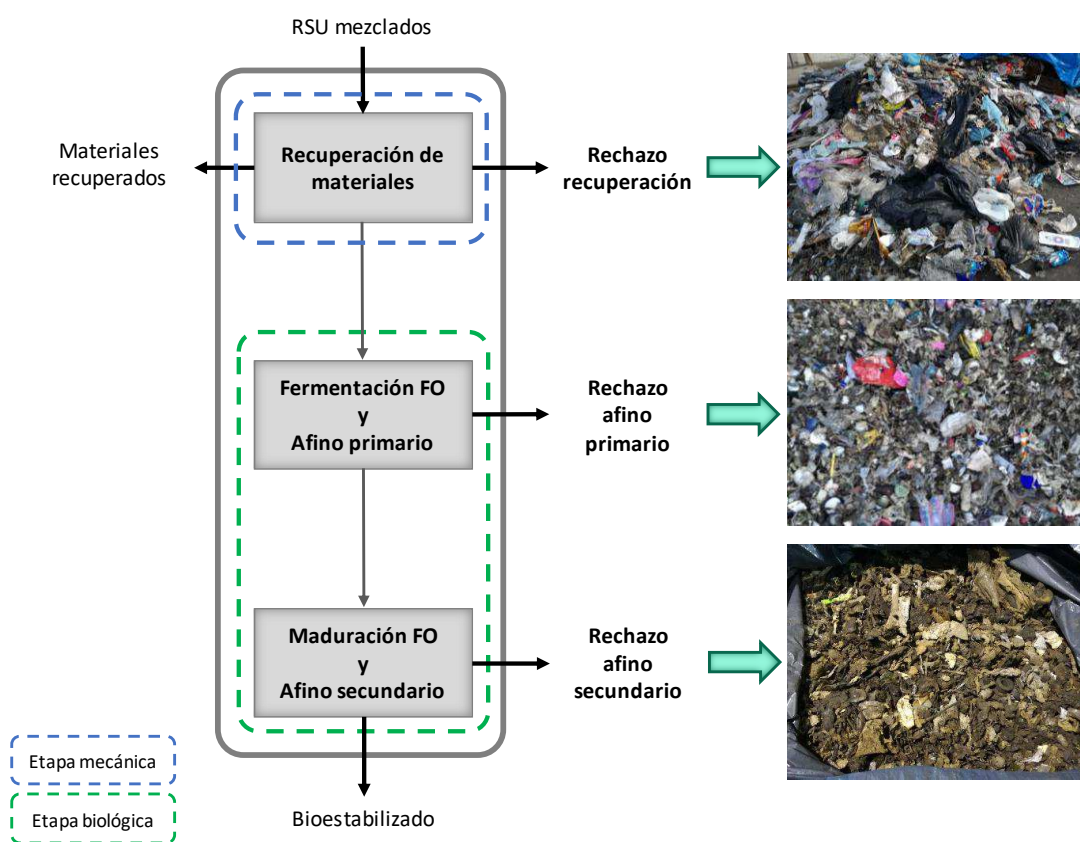 RSU mezclados
Materiales
recuperados
Recuperación de
materiales
Rechazo
recuperación
Fermentación FO
y
Afino primario
Rechazo
afino
primario
Maduración FO
y
Afino secundario
Rechazo
afino
secundario
Etapa mecánica
Etapa biológica
Bioestabilizado